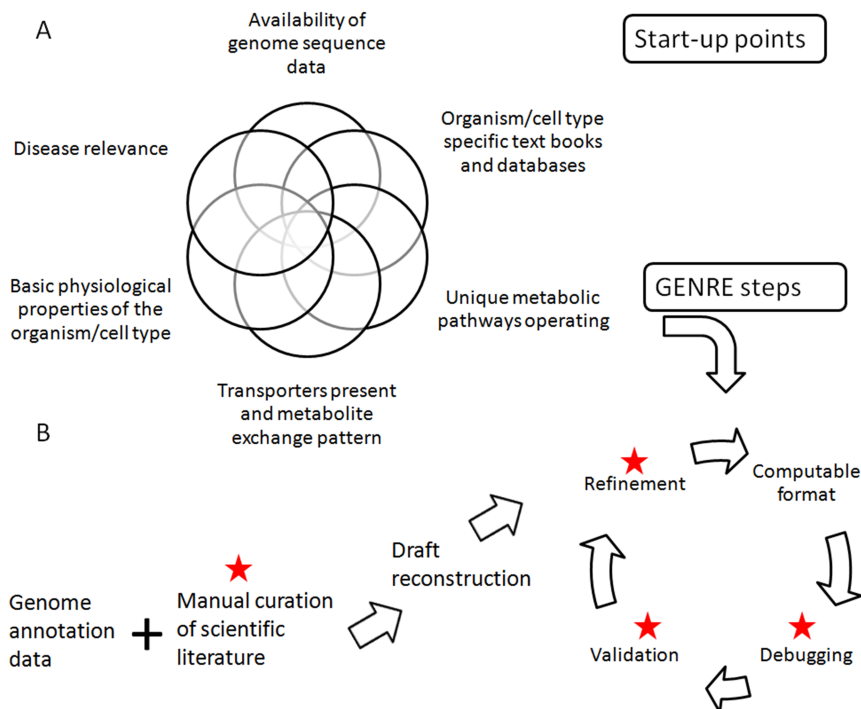 A
Availability of
genome sequence
data
Start-up points
Disease relevance
Organism/cell type
specific text books
and databases
Basic physiological
properties of the
organism/cell type
Unique metabolic
pathways operating
GENRE steps
Transporters present
and metabolite
exchange pattern
B
Genome
annotation
data
+
Manual curation
of scientific
literature
Draft
reconstruction
Refinement
Computable
format
Debugging
Validation